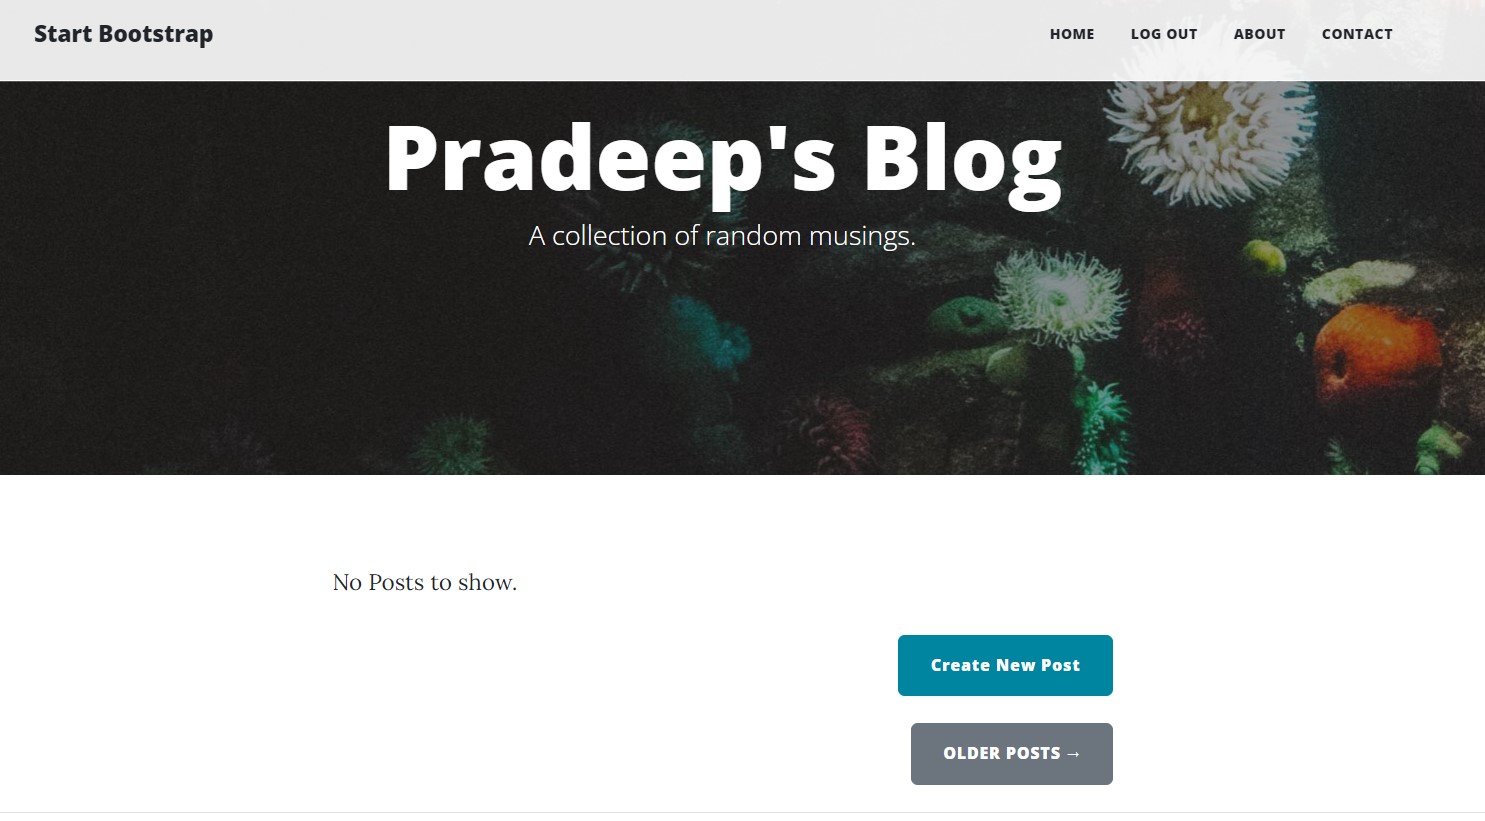 Start Bootstrap
HOME LOG OUT ABOUT CONTACT
Pradeep's Blog
A collection of random musings.
No Posts to show.
Create New Post
OLDER POSTS →